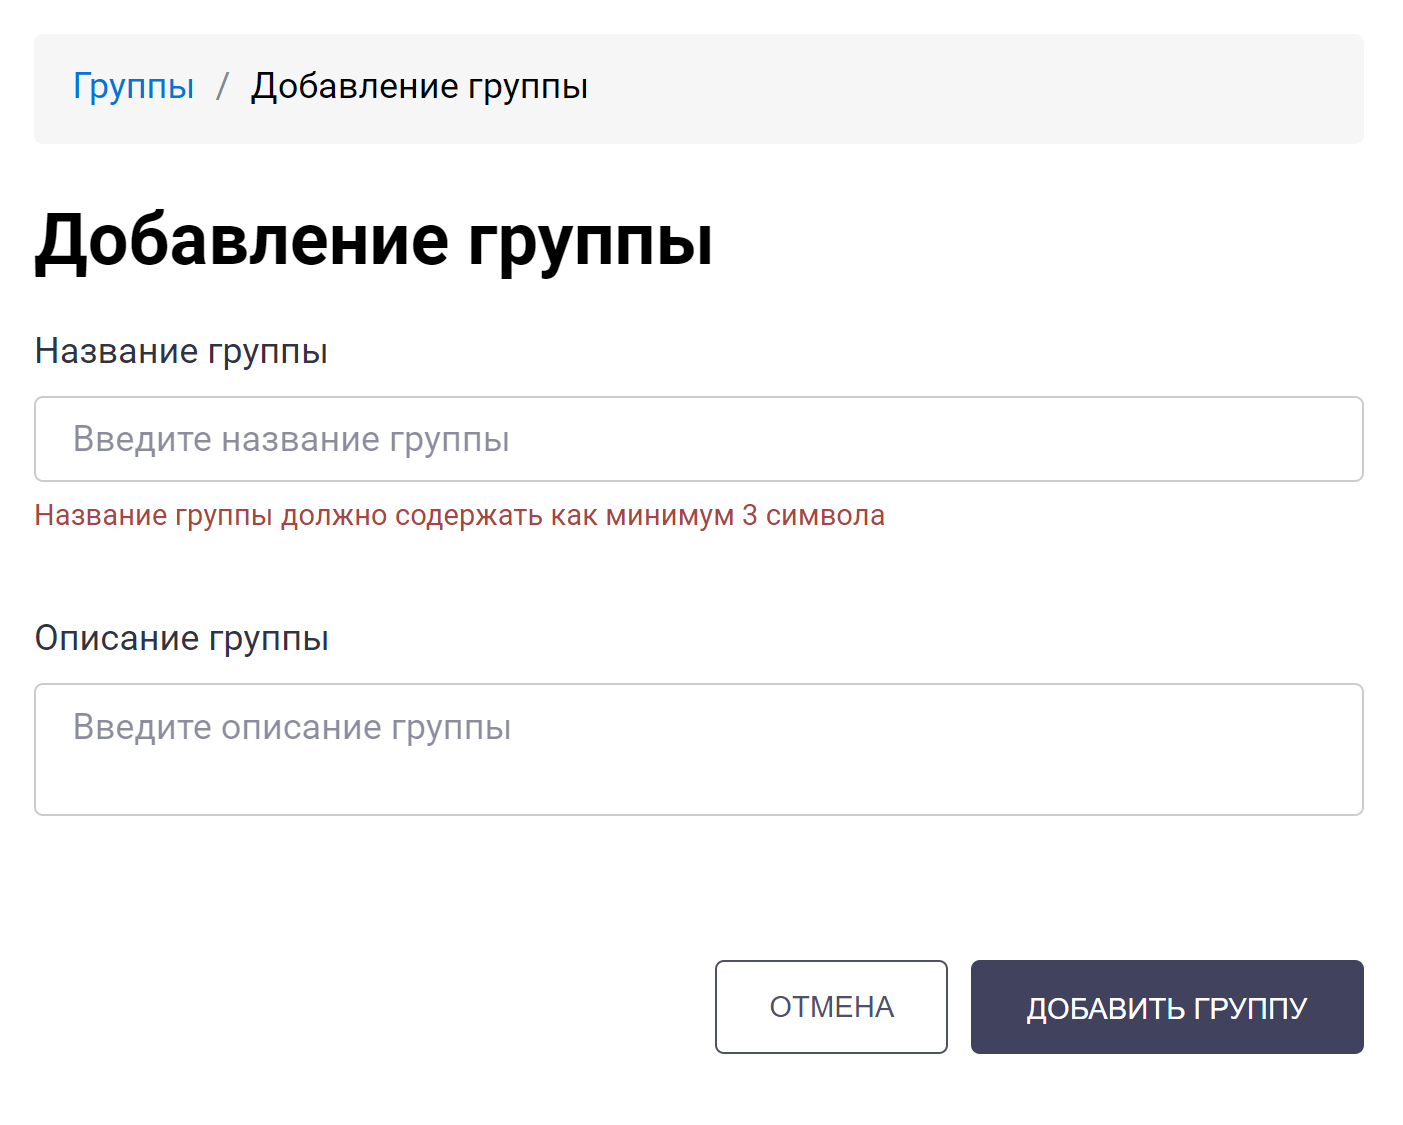 Группы / Добавление группы
Добавление группы
Название группы
Введите название группы
Название группы должно содержать как минимум 3 символа
Описание группы
Введите описание группы
ОТМЕНА ДОБАВИТЬ ГРУППУ